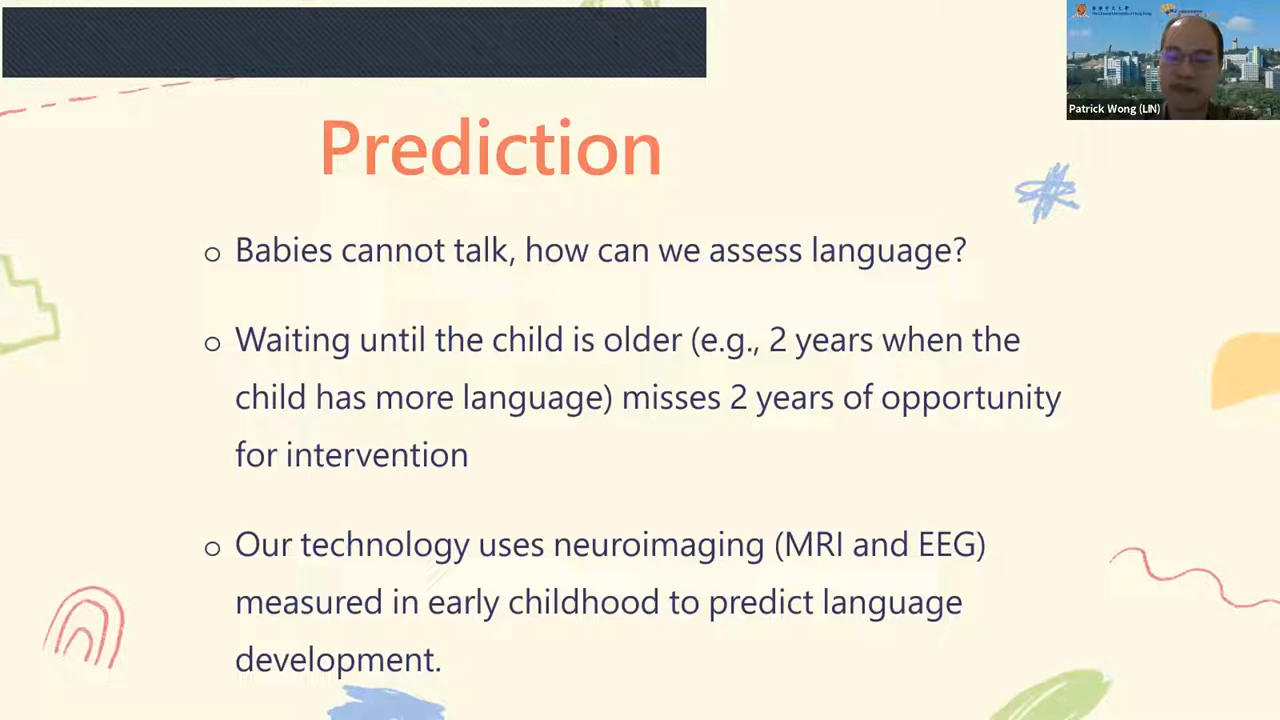 Prediction
Babies cannot talk, how can we assess language?
Waiting until the child is older (e.g., 2 years when the
child has more language) misses 2 years of opportunity
for intervention
Our technology uses neuroimaging (MRI and EEG)
measured in early childhood to predict language
development.
Patrick Wong (LIN)